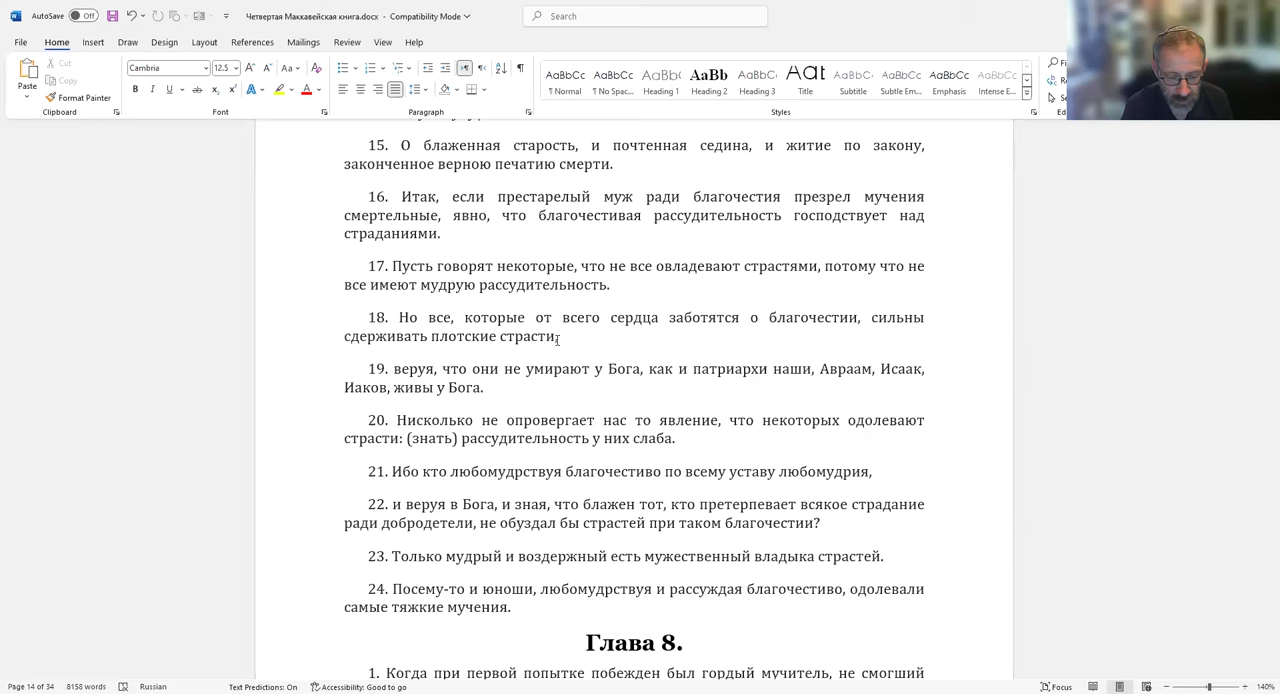 AutoSave Off Четвертая Маккавейская книга.docx - Compatibility Mode Search
File Home Insert Draw Design Layout References Mailings Review View Help
Paste Cut Copy Format Painter Clipboard
Cambria 12.5 Font
Paragraph
AaBbCc AaBbCc AaBbC AaBb AaBbC Aat AaBbCc AaBbCc AaBbCc AaBbCc
¶ Normal ¶ No Spac... Heading 1 Heading 2 Heading 3 Title Subtitle Subtle Em... Emphasis Intense E...
Styles
15. О блаженная старость, и почтенная седина, и житие по закону,
законченное верною печатию смерти.
16. Итак, если престарелый муж ради благочестия презрел мучения
смертельные, явно, что благочестивая рассудительность господствует над
страданиями.
17. Пусть говорят некоторые, что не все овладевают страстями, потому что не
все имеют мудрую рассудительность.
18. Но все, которые от всего сердца заботятся о благочестии, сильны
сдерживать плотские страсти,
19. веруя, что они не умирают у Бога, как и патриархи наши, Авраам, Исаак,
Иаков, живы у Бога.
20. Нисколько не опровергает нас то явление, что некоторых одолевают
страсти: (знать) рассудительность у них слаба.
21. Ибо кто любомудрствуя благочестиво по всему уставу любомудрия,
22. и веруя в Бога, и зная, что блажен тот, кто претерпевает всякое страдание
ради добродетели, не обуздал бы страстей при таком благочестии?
23. Только мудрый и воздержный есть мужественный владыка страстей.
24. Посему-то и юноши, любомудрствуя и рассуждая благочестиво, одолевали
самые тяжкие мучения.
Глава 8.
1. Когда при первой попытке побежден был гордый мучитель, не смогший
Page 14 of 34 8158 words Russian Text Predictions: On Accessibility: Good to go Focus 140%